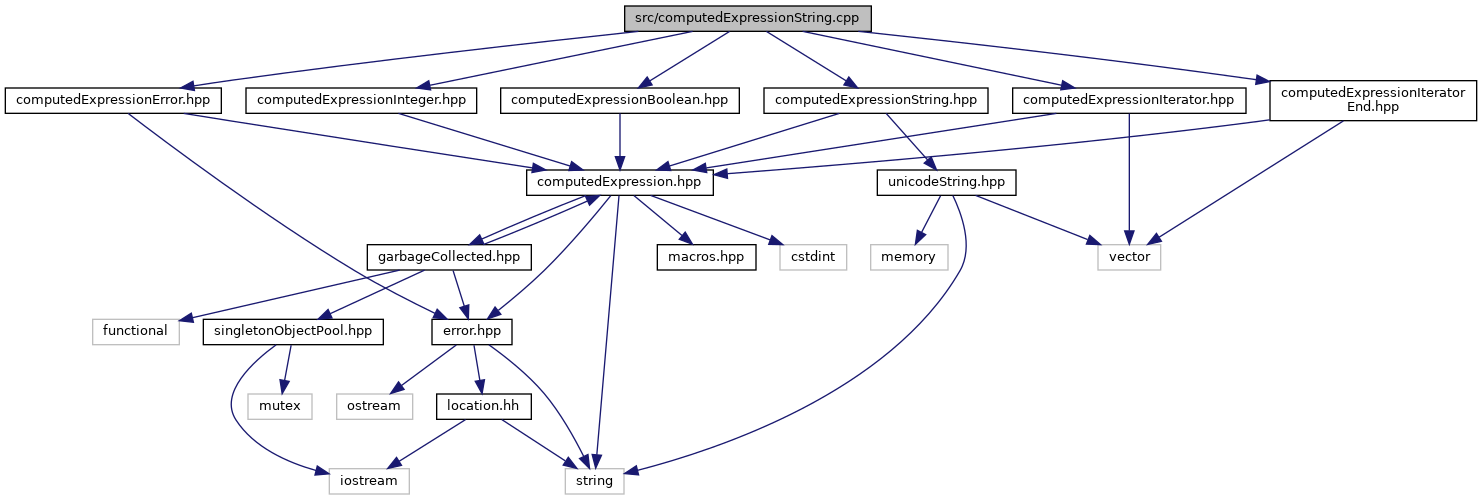 src/computedExpressionString.cpp
computedExpressionError.hpp
computedExpressionInteger.hpp
computedExpressionBoolean.hpp
computedExpressionString.hpp
computedExpressionIterator.hpp
computedExpressionIterator
End.hpp
computedExpression.hpp
unicodeString.hpp
garbageCollected.hpp
macros.hpp
cstdint
memory
vector
functional
singletonObjectPool.hpp
error.hpp
mutex
ostream
location.hh
iostream
string